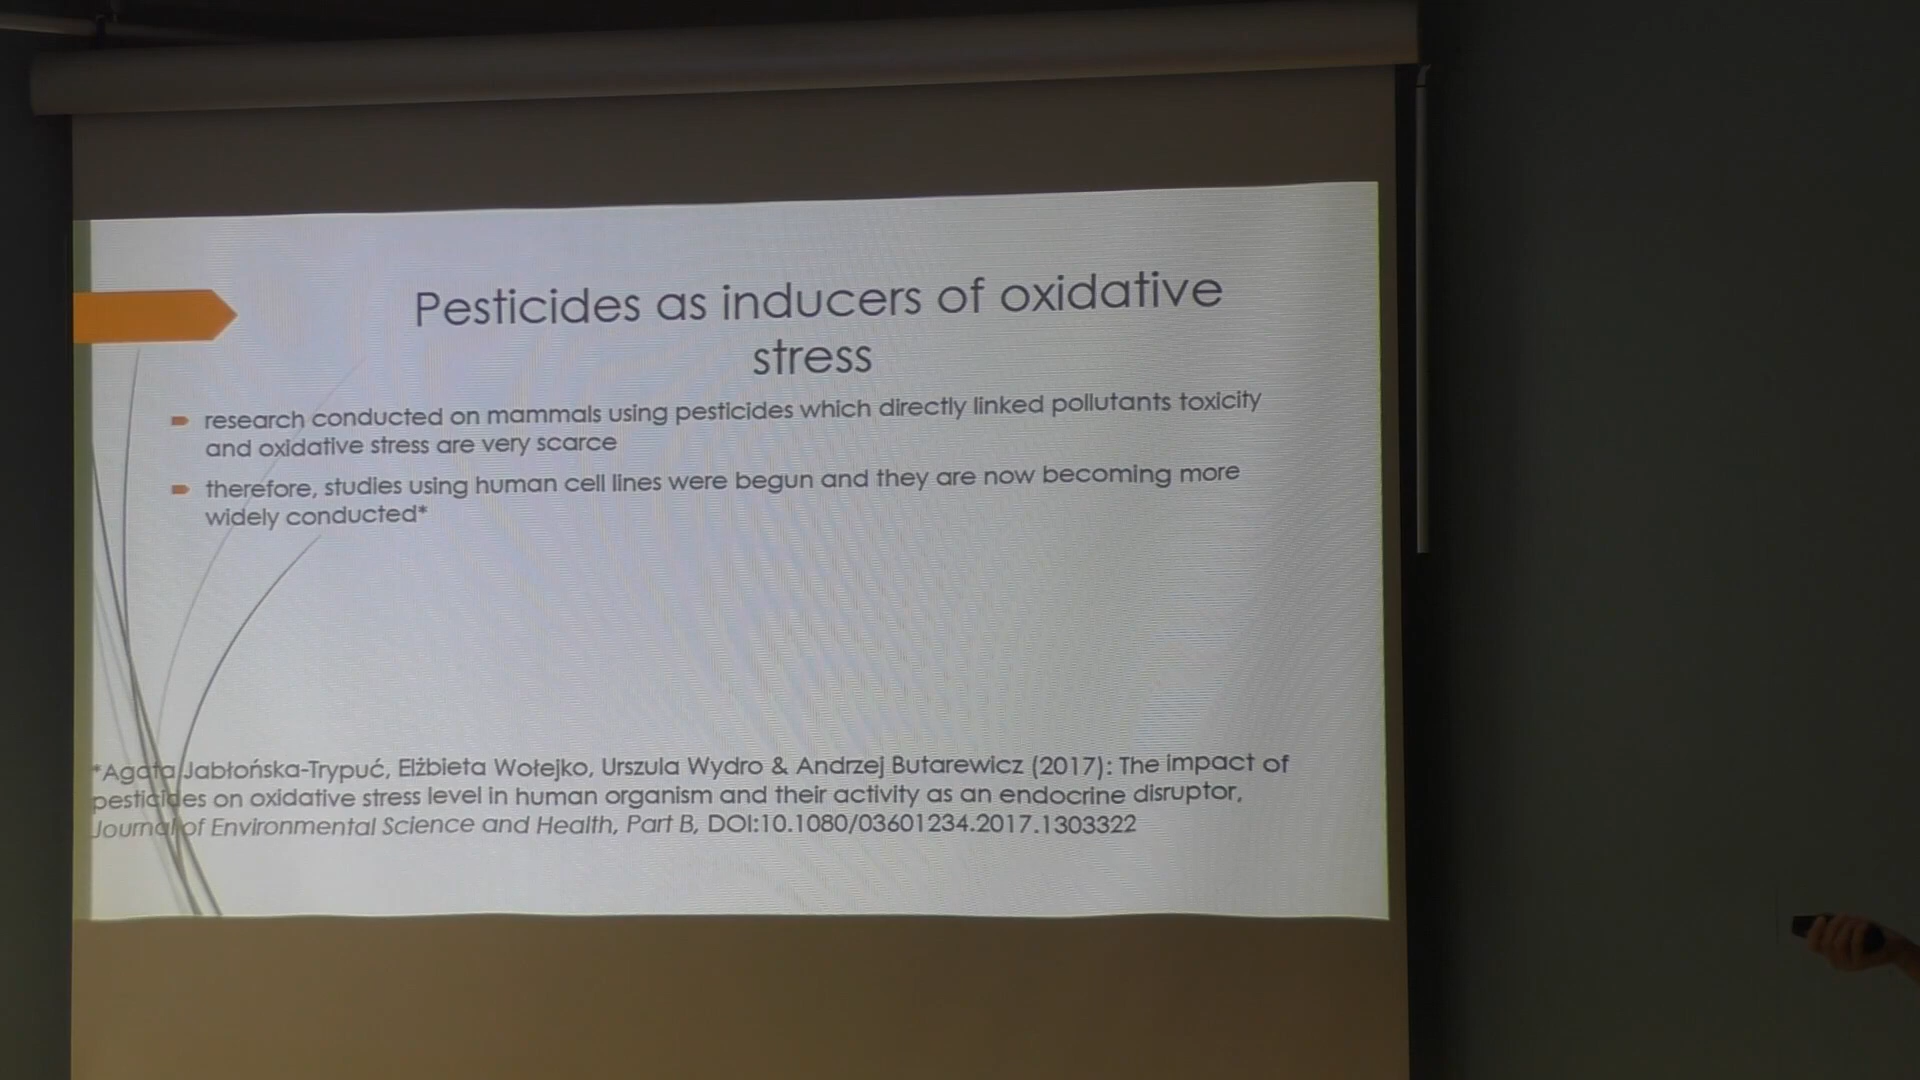 Pesticides as inducers of oxidative
stress
research conducted on mammals using pesticides which directly linked pollutants toxicity
and oxidative stress are very scarce
therefore, studies using human cell lines were begun and they are now becoming more
widely conducted*
*Agata Jabłońska-Trypuć, Elżbieta Wołejko, Urszula Wydro & Andrzej Butarewicz (2017): The impact of
pesticides on oxidative stress level in human organism and their activity as an endocrine disruptor,
Journal of Environmental Science and Health, Part B, DOI:10.1080/03601234.2017.1303322